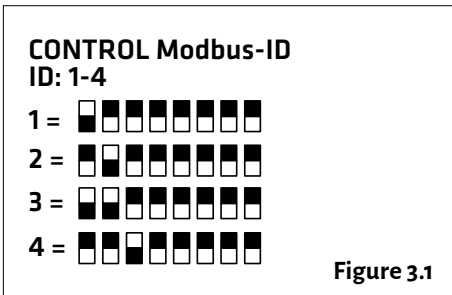 CONTROL Modbus-ID
ID: 1-4
1 =
2 =
3 =
4 =
Figure 3.1